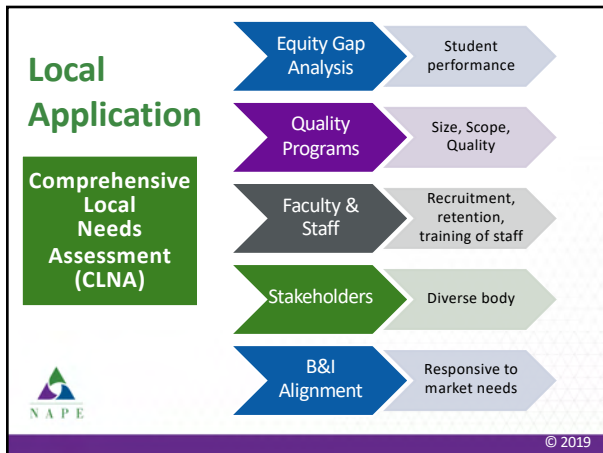 Local
Application
Comprehensive
Local
Needs
Assessment
(CLNA)
Equity Gap
Analysis
Student
performance
Quality
Programs
Size, Scope,
Quality
Faculty &
Staff
Recruitment,
retention,
training of staff
Stakeholders
Diverse body
B&I
Alignment
Responsive to
market needs
NAPE
© 2019